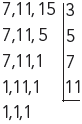 7, 11, 15 3
7, 11, 5 5
7, 11, 1 7
1, 11, 1 11
1, 1, 1